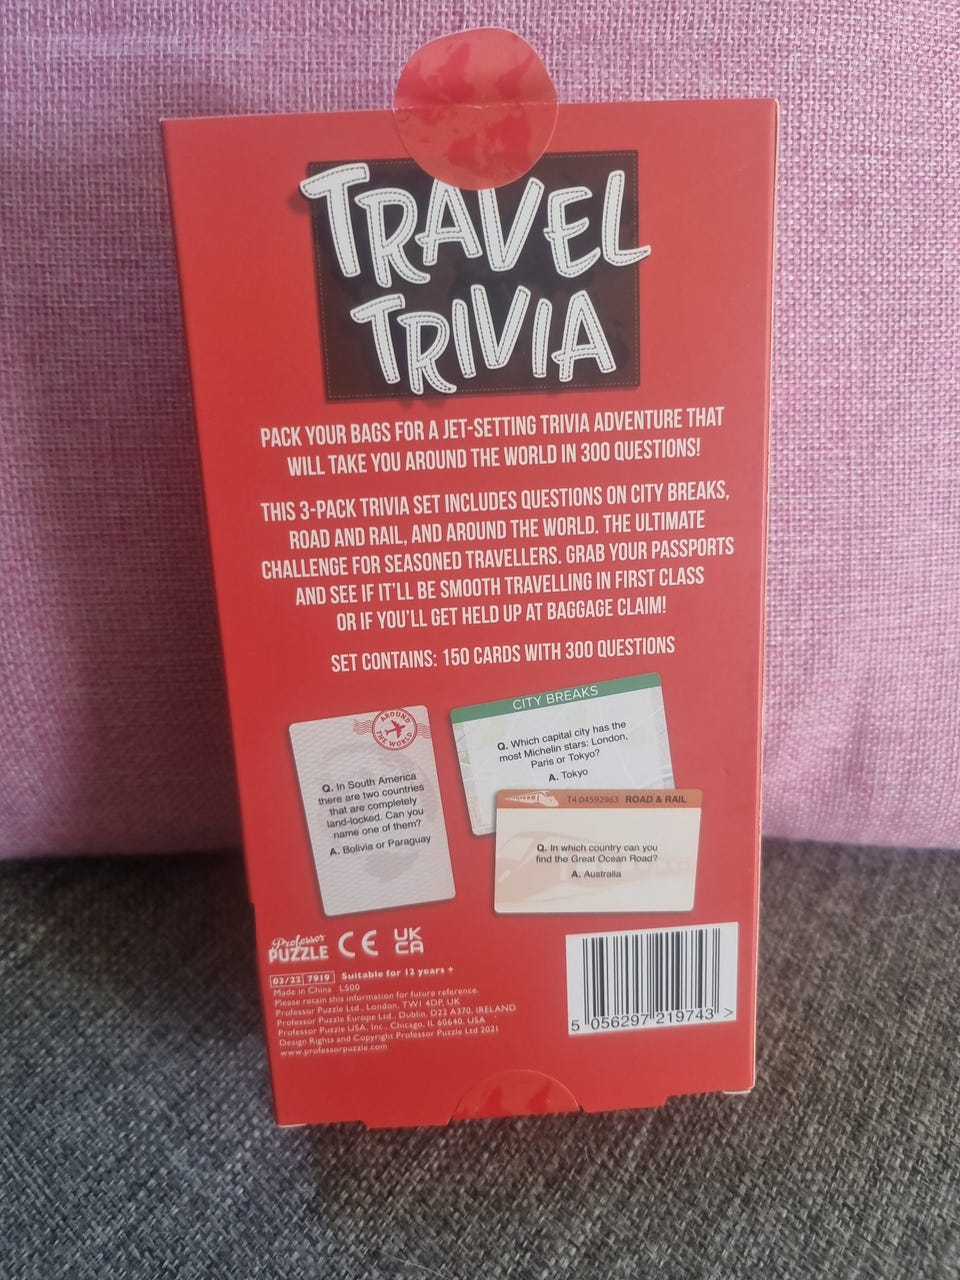 TRAVEL
TRIVIA
PACK YOUR BAGS FOR A JET-SETTING TRIVIA ADVENTURE THAT
WILL TAKE YOU AROUND THE WORLD IN 300 QUESTIONS!
THIS 3-PACK TRIVIA SET INCLUDES QUESTIONS ON CITY BREAKS,
ROAD AND RAIL, AND AROUND THE WORLD. THE ULTIMATE
CHALLENGE FOR SEASONED TRAVELLERS. GRAB YOUR PASSPORTS
AND SEE IF IT'LL BE SMOOTH TRAVELLING IN FIRST CLASS
OR IF YOU'LL GET HELD UP AT BAGGAGE CLAIM!
SET CONTAINS: 150 CARDS WITH 300 QUESTIONS
AROUND
THE WORLD
Q. In South America
there are two countries
that are completely
land-locked. Can you
name one of them?
A. Bolivia or Paraguay
CITY BREAKS
Q. Which capital city has the
most Michelin stars: London,
Paris or Tokyo?
A. Tokyo
T4 04592963 ROAD & RAIL
Q. In which country can you
find the Great Ocean Road?
A. Australia
Professor
PUZZLE
CE
UK
CA
03/22 7919 Suitable for 12 years +
Made in China L500
Please retain this information for future reference.
Professor Puzzle Ltd., London, TW1 4DP, UK
Professor Puzzle Europe Ltd., Dublin, D22 A370, IRELAND
Professor Puzzle USA, Inc., Chicago, IL 60640, USA
Design Rights and Copyright Professor Puzzle Ltd 2021
www.professorpuzzle.com
5 056297 219743 >